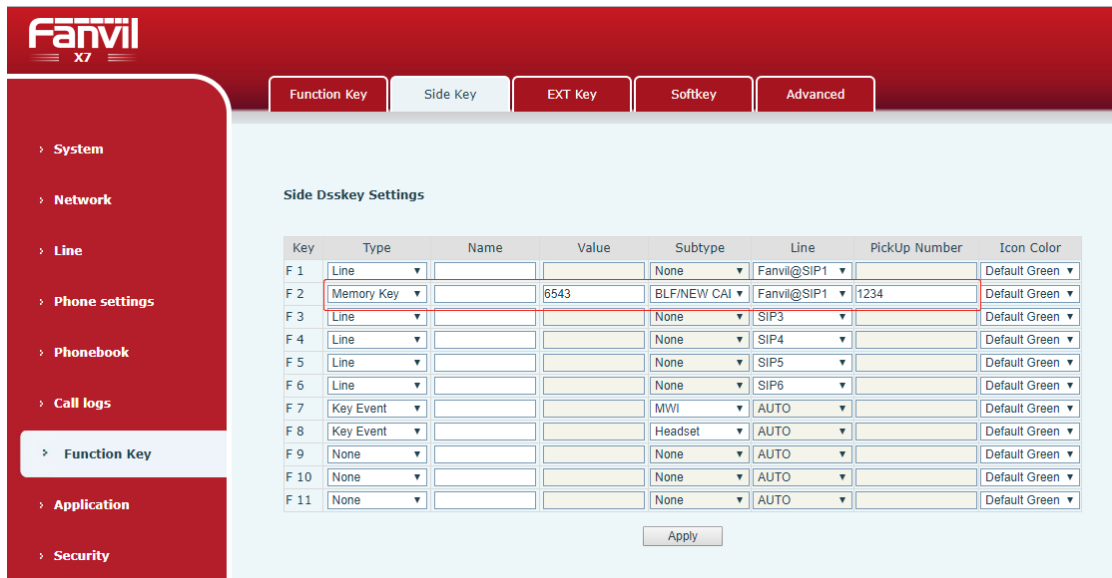 Fanvil
X7
Function Key Side Key EXT Key Softkey Advanced
› System
› Network
› Line
› Phone settings
› Phonebook
› Call logs
› Function Key
› Application
› Security
Side Dsskey Settings
Key Type Name Value Subtype Line PickUp Number Icon Color
F 1 Line None Fanvil@SIP1 Default Green
F 2 Memory Key 6543 BLF/NEW CAI Fanvil@SIP1 1234 Default Green
F 3 Line None SIP3 Default Green
F 4 Line None SIP4 Default Green
F 5 Line None SIP5 Default Green
F 6 Line None SIP6 Default Green
F 7 Key Event MWI AUTO Default Green
F 8 Key Event Headset AUTO Default Green
F 9 None None AUTO Default Green
F 10 None None AUTO Default Green
F 11 None None AUTO Default Green
Apply